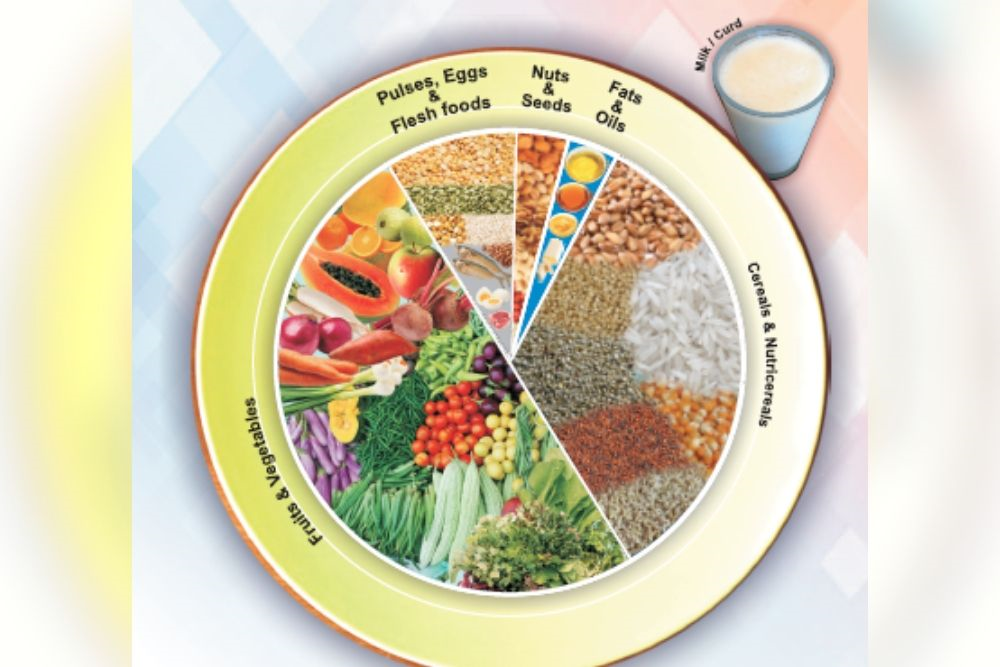 Pulses, Eggs
&
Flesh foods
Nuts
&
Seeds
Fats
&
Oils
Milk / Curd
Cereals & Nutricereals
Fruits & Vegetables